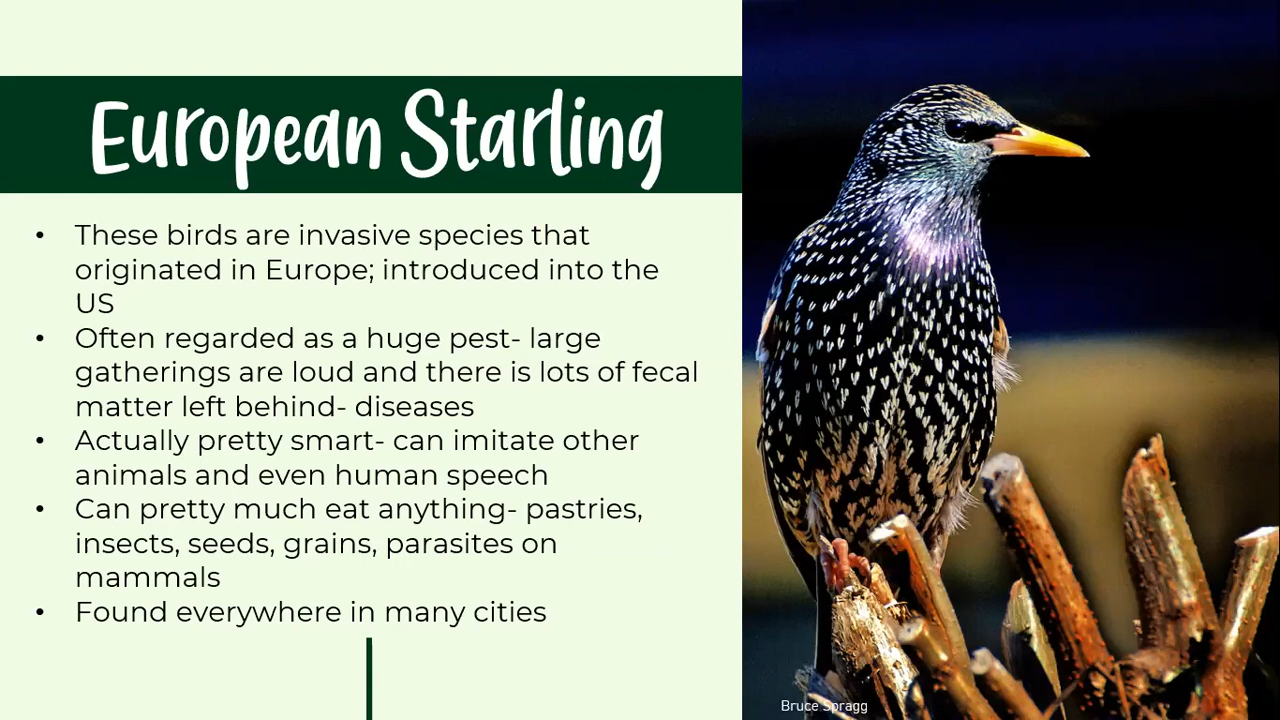 European Starling
• These birds are invasive species that
originated in Europe; introduced into the
US
• Often regarded as a huge pest- large
gatherings are loud and there is lots of fecal
matter left behind- diseases
• Actually pretty smart- can imitate other
animals and even human speech
• Can pretty much eat anything- pastries,
insects, seeds, grains, parasites on
mammals
• Found everywhere in many cities
Bruce Spragg